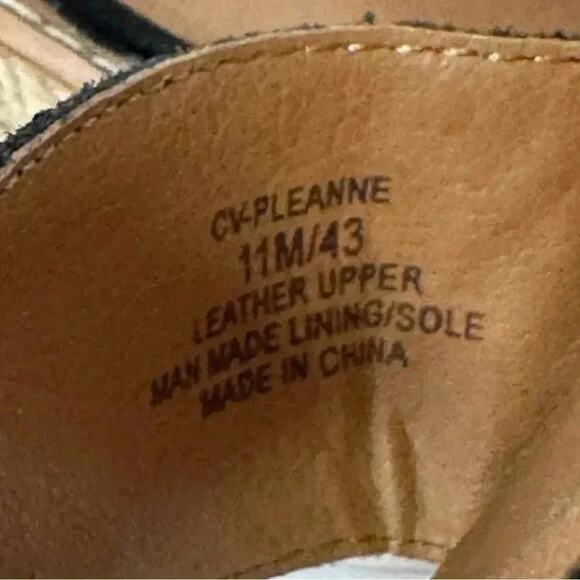 CV-PLEANNE
11M/43
LEATHER UPPER
MAN MADE LINING/SOLE
MADE IN CHINA